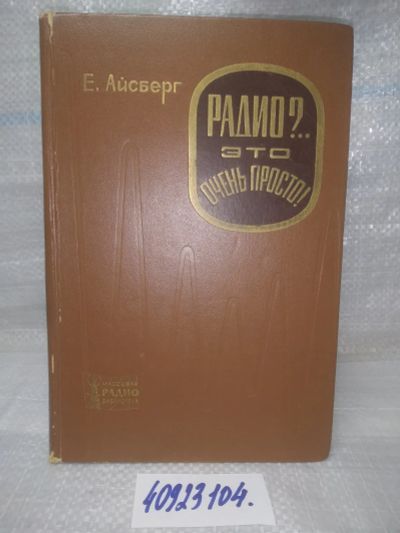 Е. Айсберг
РАДИО?..
ЭТО
ОЧЕНЬ ПРОСТО!
МАССОВАЯ
РАДИО
БИБЛИОТЕКА
40923104.